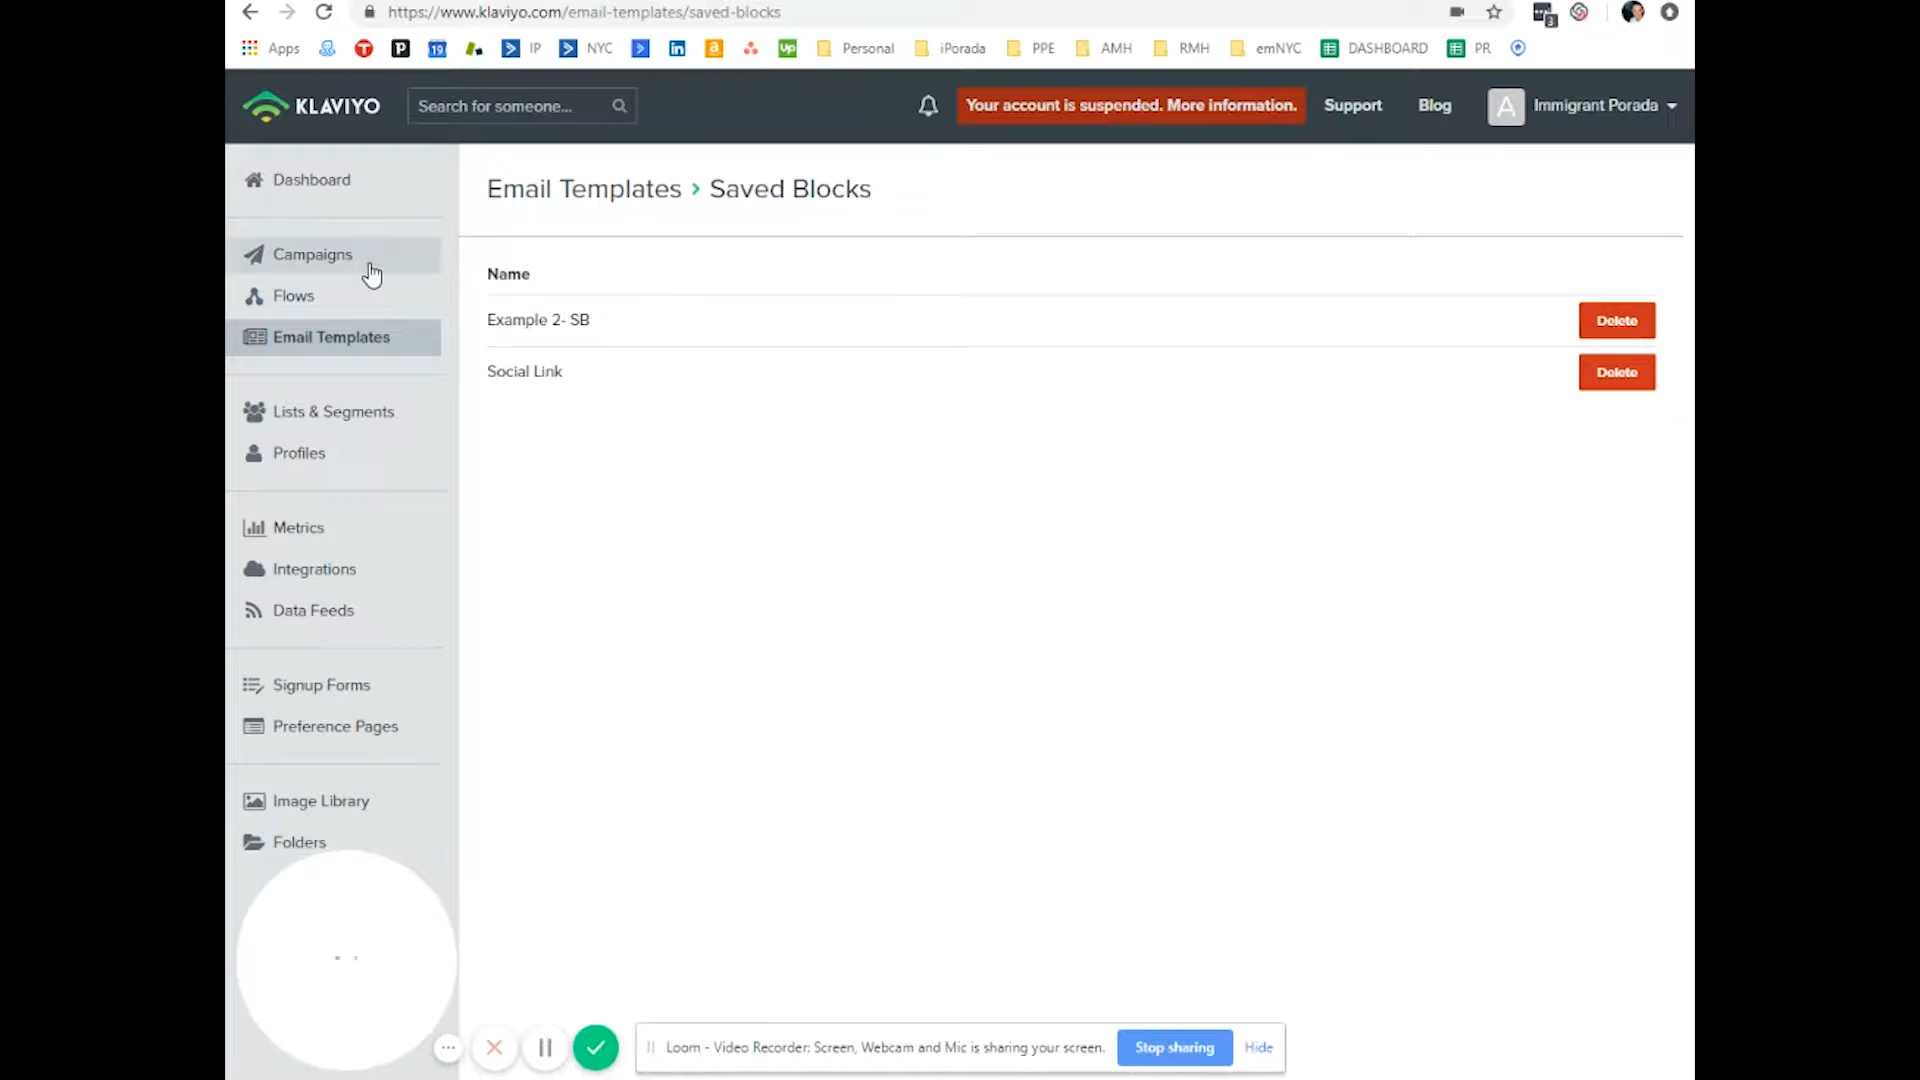 https://www.klaviyo.com/email-templates/saved-blocks
3
Apps 19 IP NYC in a up Personal iPorada PPE AMH RMH emNYC DASHBOARD PR
KLAVIYO
Search for someone...
Your account is suspended. More information.
Support
Blog
A
Immigrant Porada
Dashboard
Campaigns
Flows
Email Templates
Lists & Segments
Profiles
Metrics
Integrations
Data Feeds
Signup Forms
Preference Pages
Image Library
Folders
Email Templates › Saved Blocks
Name
Example 2- SB
Delete
Social Link
Delete
Loom - Video Recorder: Screen, Webcam and Mic is sharing your screen.
Stop sharing
Hide